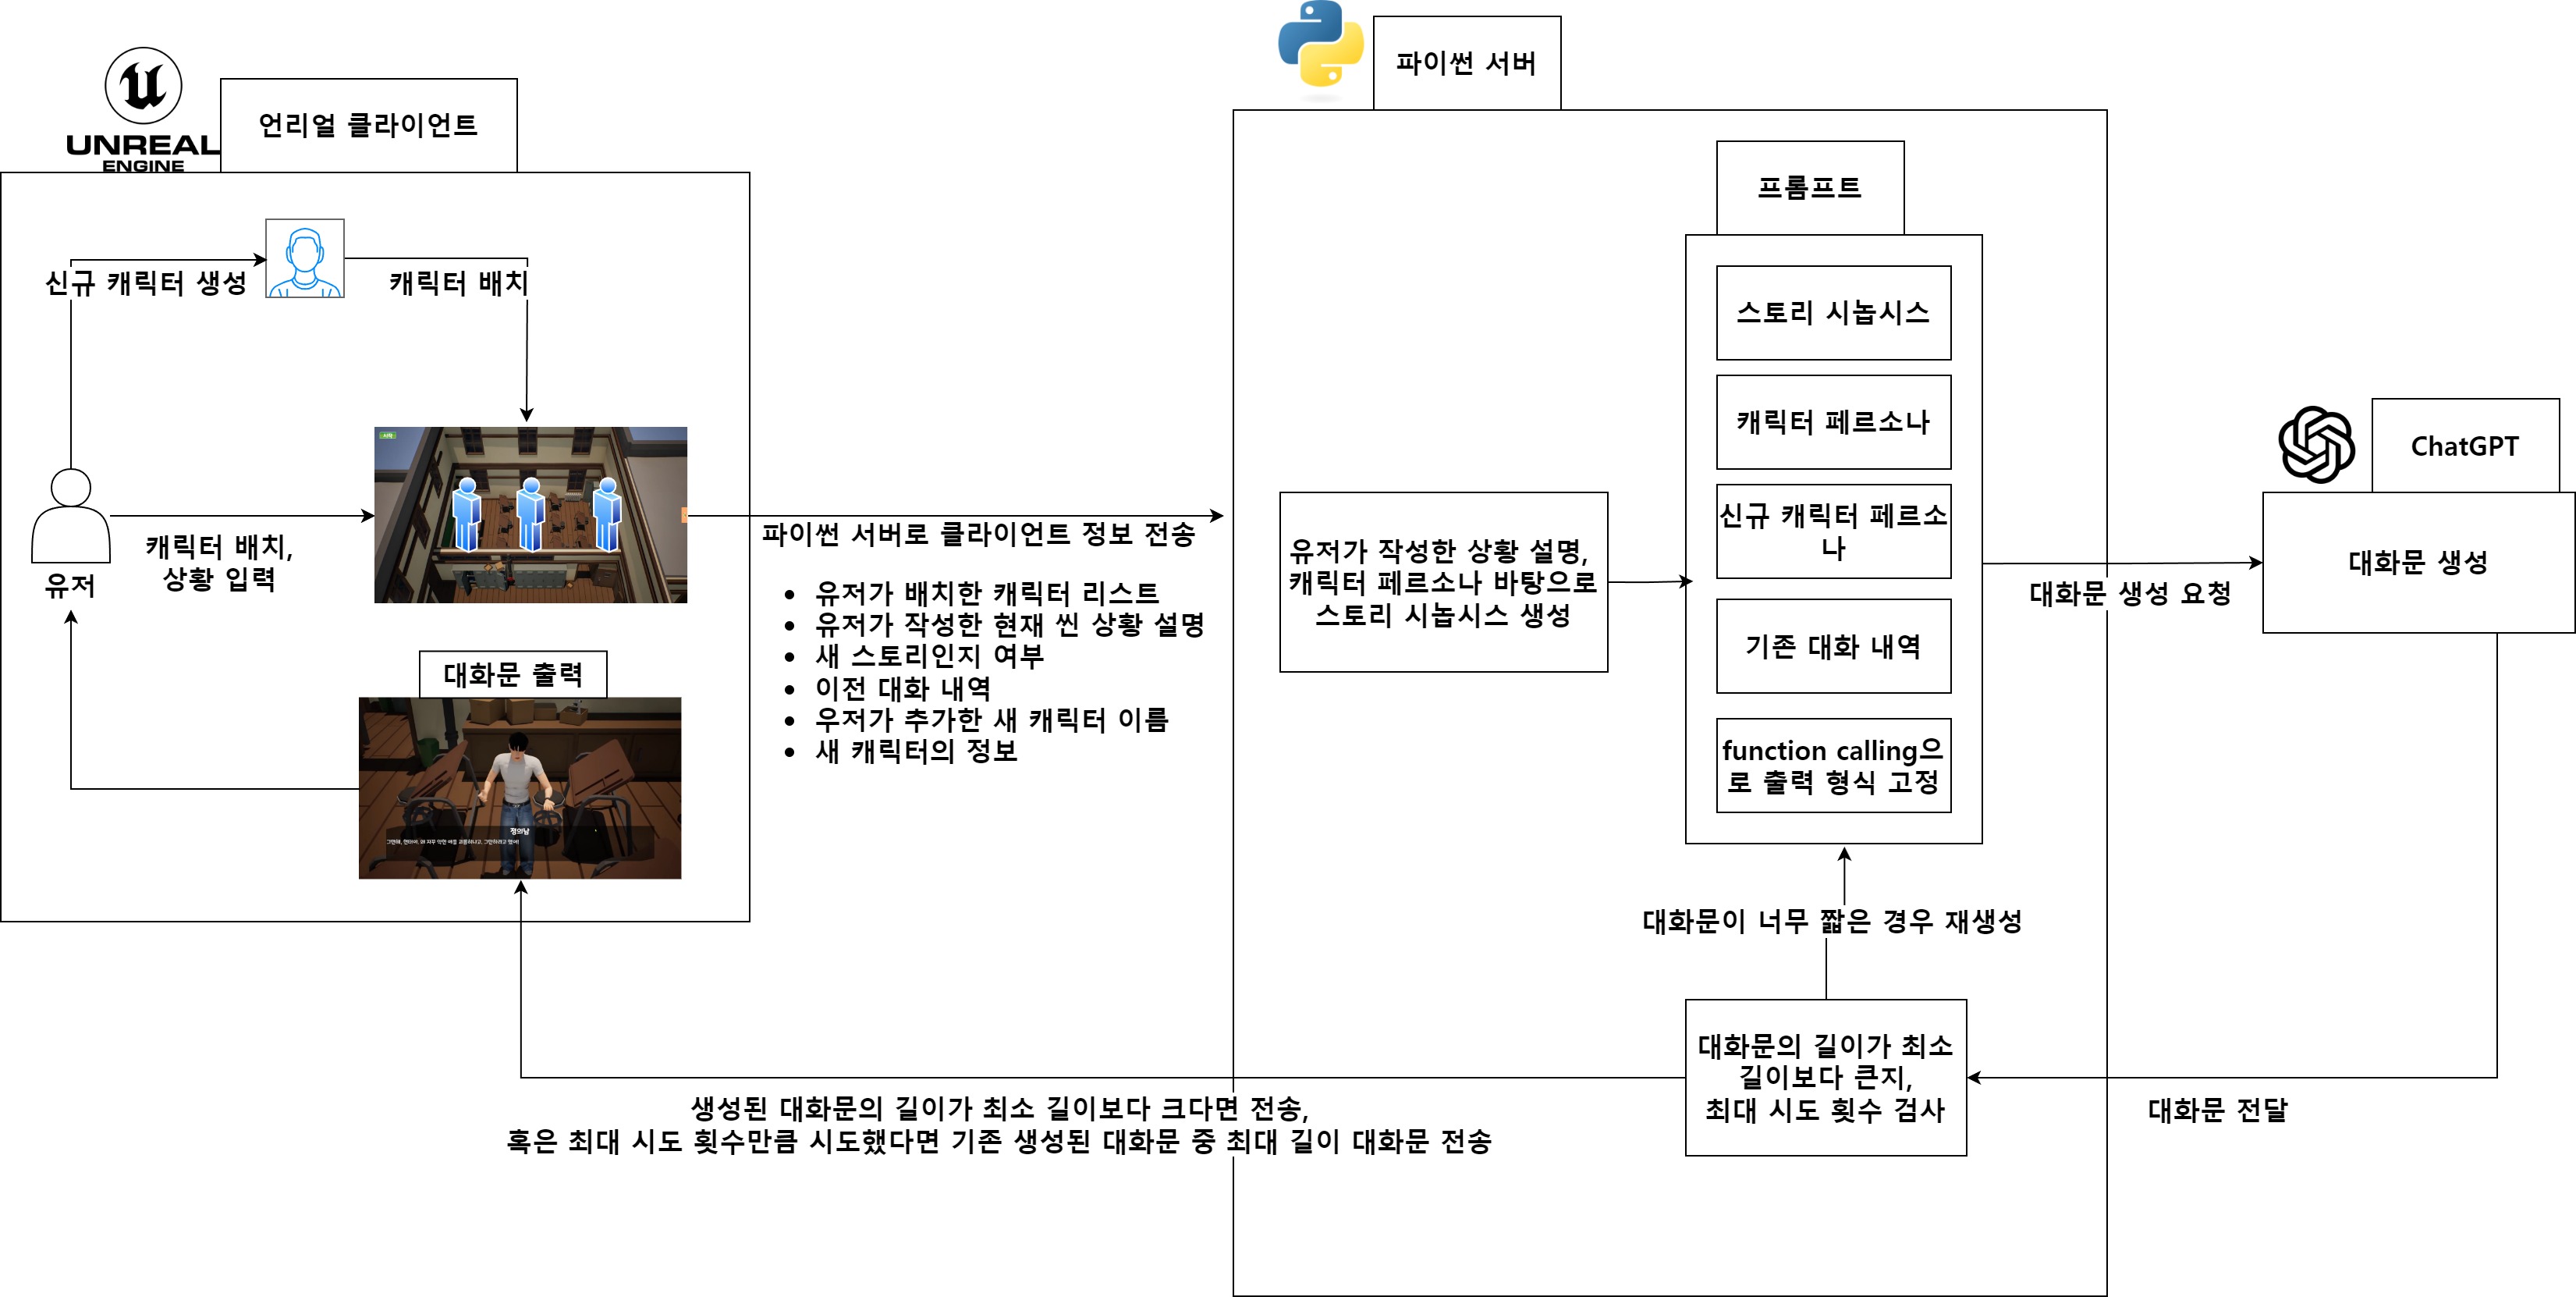 UNREAL
ENGINE
언리얼 클라이언트
신규 캐릭터 생성
캐릭터 배치
시작
유저
캐릭터 배치,
상황 입력
대화문 출력
정의남
파이썬 서버로 클라이언트 정보 전송
• 유저가 배치한 캐릭터 리스트
• 유저가 작성한 현재 씬 상황 설명
• 새 스토리인지 여부
• 이전 대화 내역
• 우저가 추가한 새 캐릭터 이름
• 새 캐릭터의 정보
파이썬 서버
유저가 작성한 상황 설명,
캐릭터 페르소나 바탕으로
스토리 시놉시스 생성
프롬프트
스토리 시놉시스
캐릭터 페르소나
신규 캐릭터 페르소
나
기존 대화 내역
function calling으
로 출력 형식 고정
대화문 생성 요청
ChatGPT
대화문 생성
대화문 전달
대화문의 길이가 최소
길이보다 큰지,
최대 시도 횟수 검사
대화문이 너무 짧은 경우 재생성
생성된 대화문의 길이가 최소 길이보다 크다면 전송,
혹은 최대 시도 횟수만큼 시도했다면 기존 생성된 대화문 중 최대 길이 대화문 전송